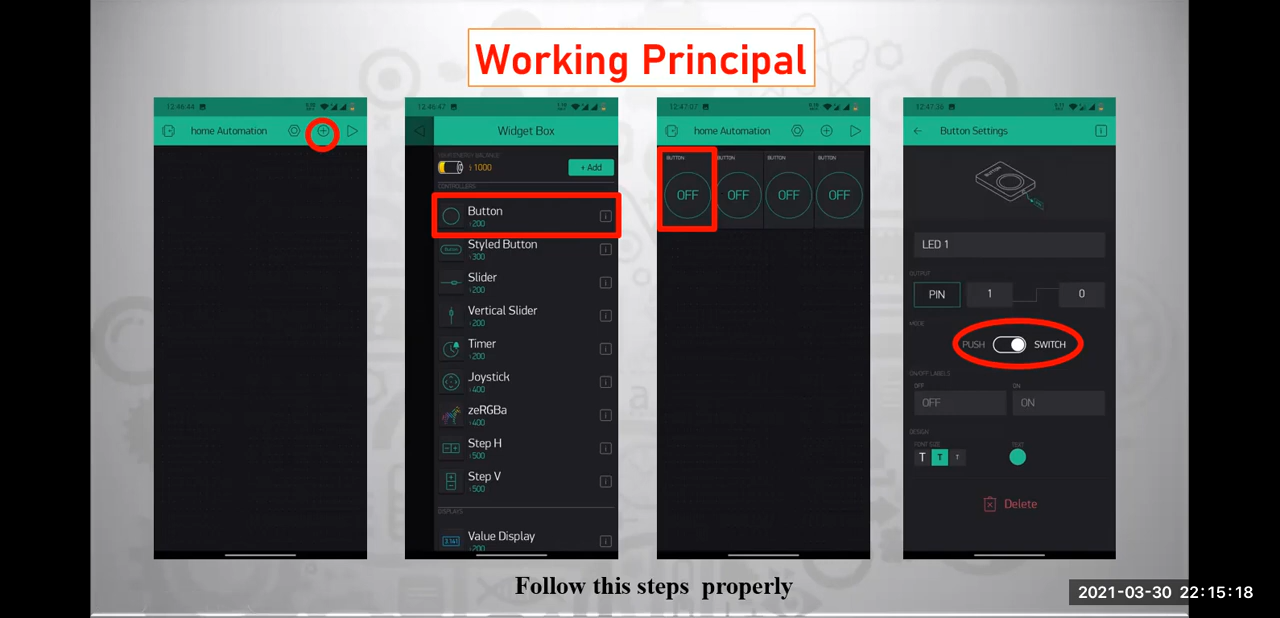 Working Principal
12:46:44
home Automation
12:46:47
Widget Box
1000
+ Add
CONTROLLERS
Button
200
Styled Button
300
Slider
200
Vertical Slider
200
Timer
200
Joystick
400
zeRGBa
400
Step H
500
Step V
500
DISPLAYS
Value Display
200
12:47:07
home Automation
BUTTON BUTTON BUTTON BUTTON
OFF OFF OFF OFF
12:47:36
Button Settings
BUTTON
LED 1
OUTPUT
PIN 1 0
MODE
PUSH SWITCH
ON/OFF LABELS
OFF ON
OFF ON
DESIGN
FONT SIZE TEXT
T T T
Delete
Follow this steps properly
2021-03-30 22:15:18